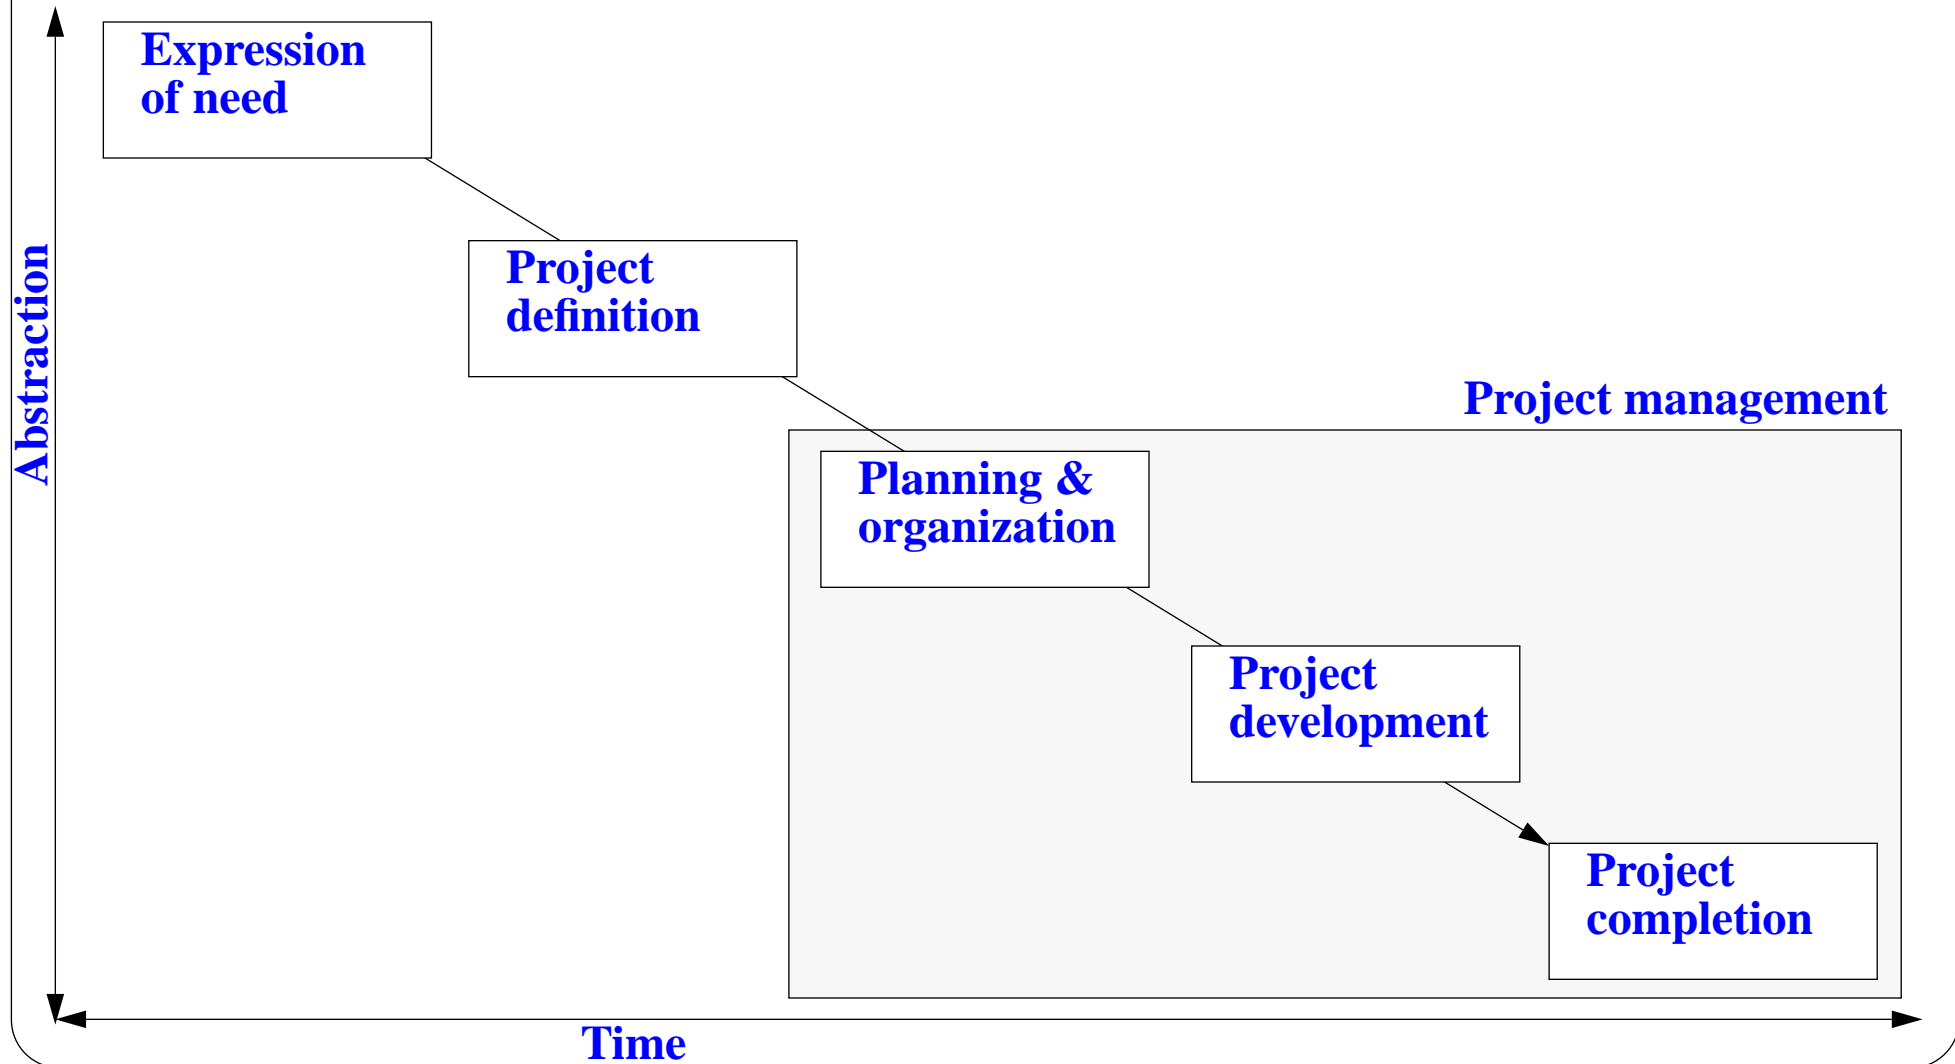 Expression
of need
Project
definition
Abstraction
Project management
Planning &
organization
Project
development
Project
completion
Time